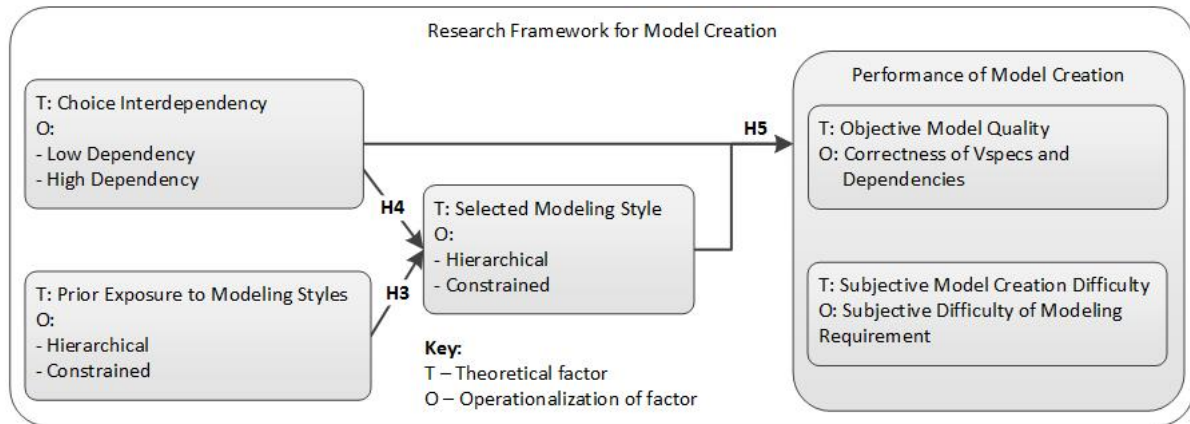 Research Framework for Model Creation
T: Choice Interdependency
O:
- Low Dependency
- High Dependency
T: Prior Exposure to Modeling Styles
O:
- Hierarchical
- Constrained
H4
H3
T: Selected Modeling Style
O:
- Hierarchical
- Constrained
Key:
T – Theoretical factor
O – Operationalization of factor
H5
Performance of Model Creation
T: Objective Model Quality
O: Correctness of Vspecs and
Dependencies
T: Subjective Model Creation Difficulty
O: Subjective Difficulty of Modeling
Requirement